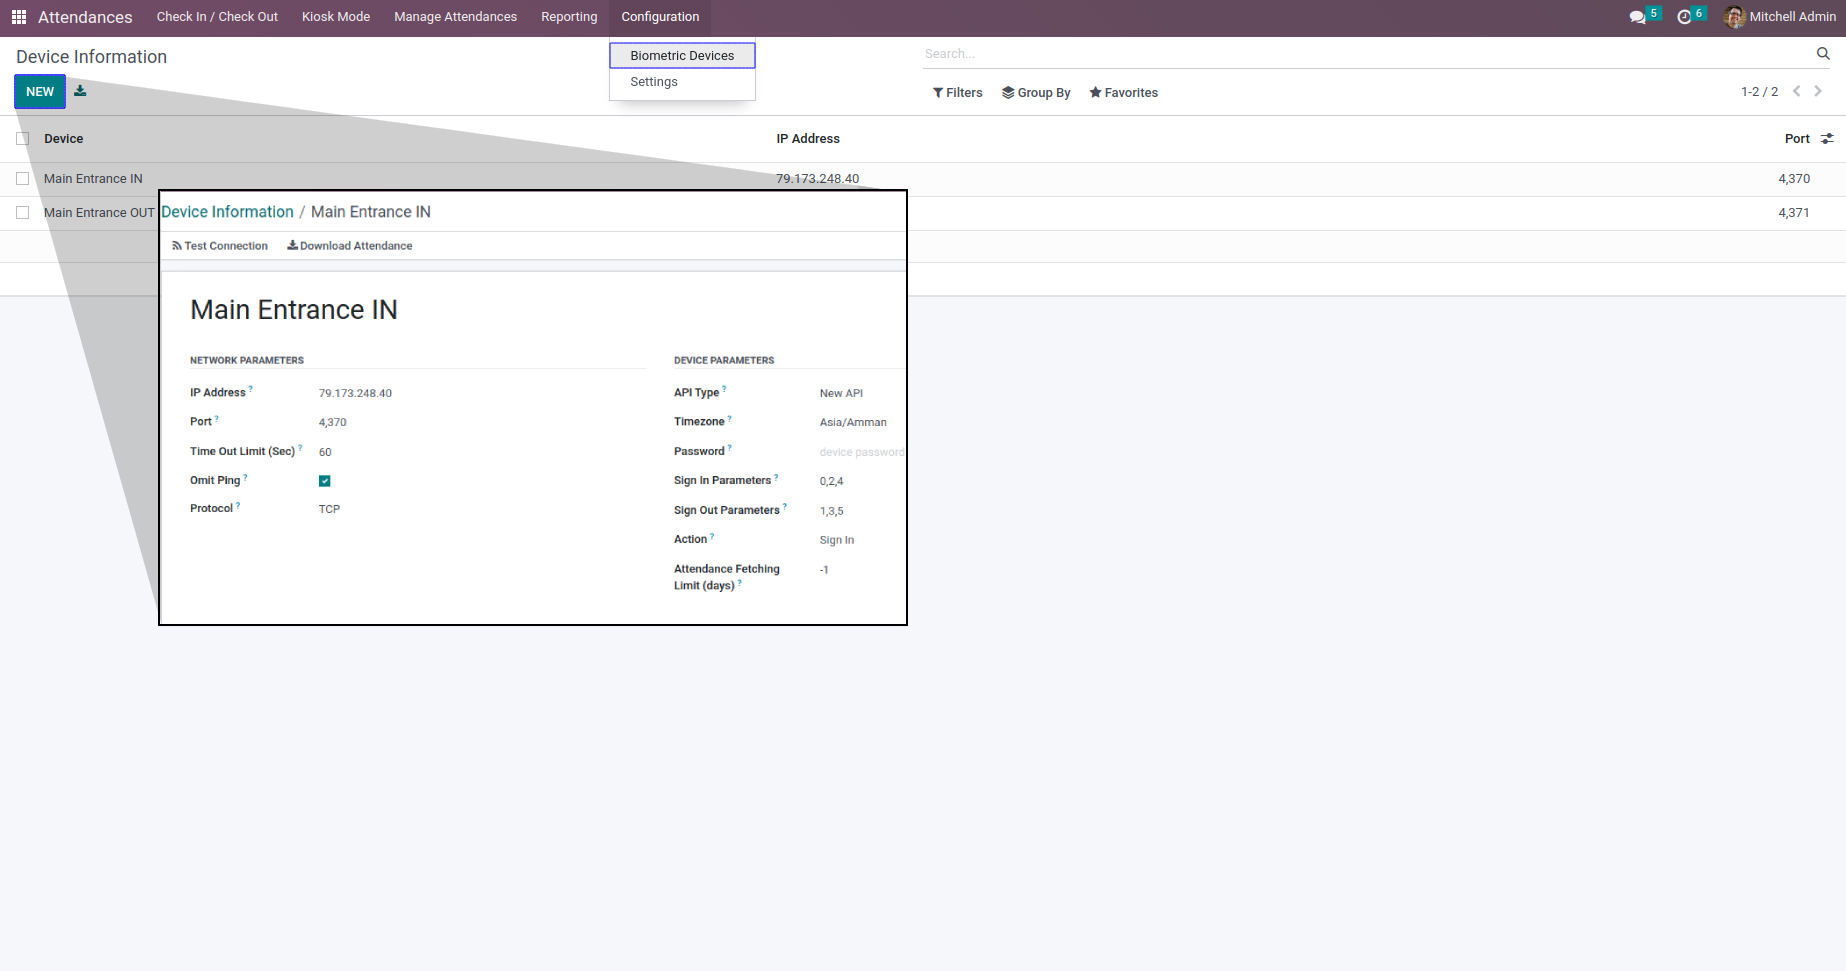 Attendances Check In / Check Out Kiosk Mode Manage Attendances Reporting Configuration 5 6 Mitchell Admin
Device Information
Biometric Devices
Search...
Settings
NEW
Filters Group By Favorites 1-2 / 2
Device IP Address Port
Main Entrance IN 79.173.248.40 4,370
Main Entrance OUT 4,371
Device Information / Main Entrance IN
Test Connection Download Attendance
Main Entrance IN
NETWORK PARAMETERS DEVICE PARAMETERS
IP Address ? 79.173.248.40 API Type ? New API
Port ? 4,370 Timezone ? Asia/Amman
Time Out Limit (Sec) ? 60 Password ? device password
Omit Ping ? Sign In Parameters ? 0,2,4
Protocol ? TCP Sign Out Parameters ? 1,3,5
Action ? Sign In
Attendance Fetching -1
Limit (days) ?